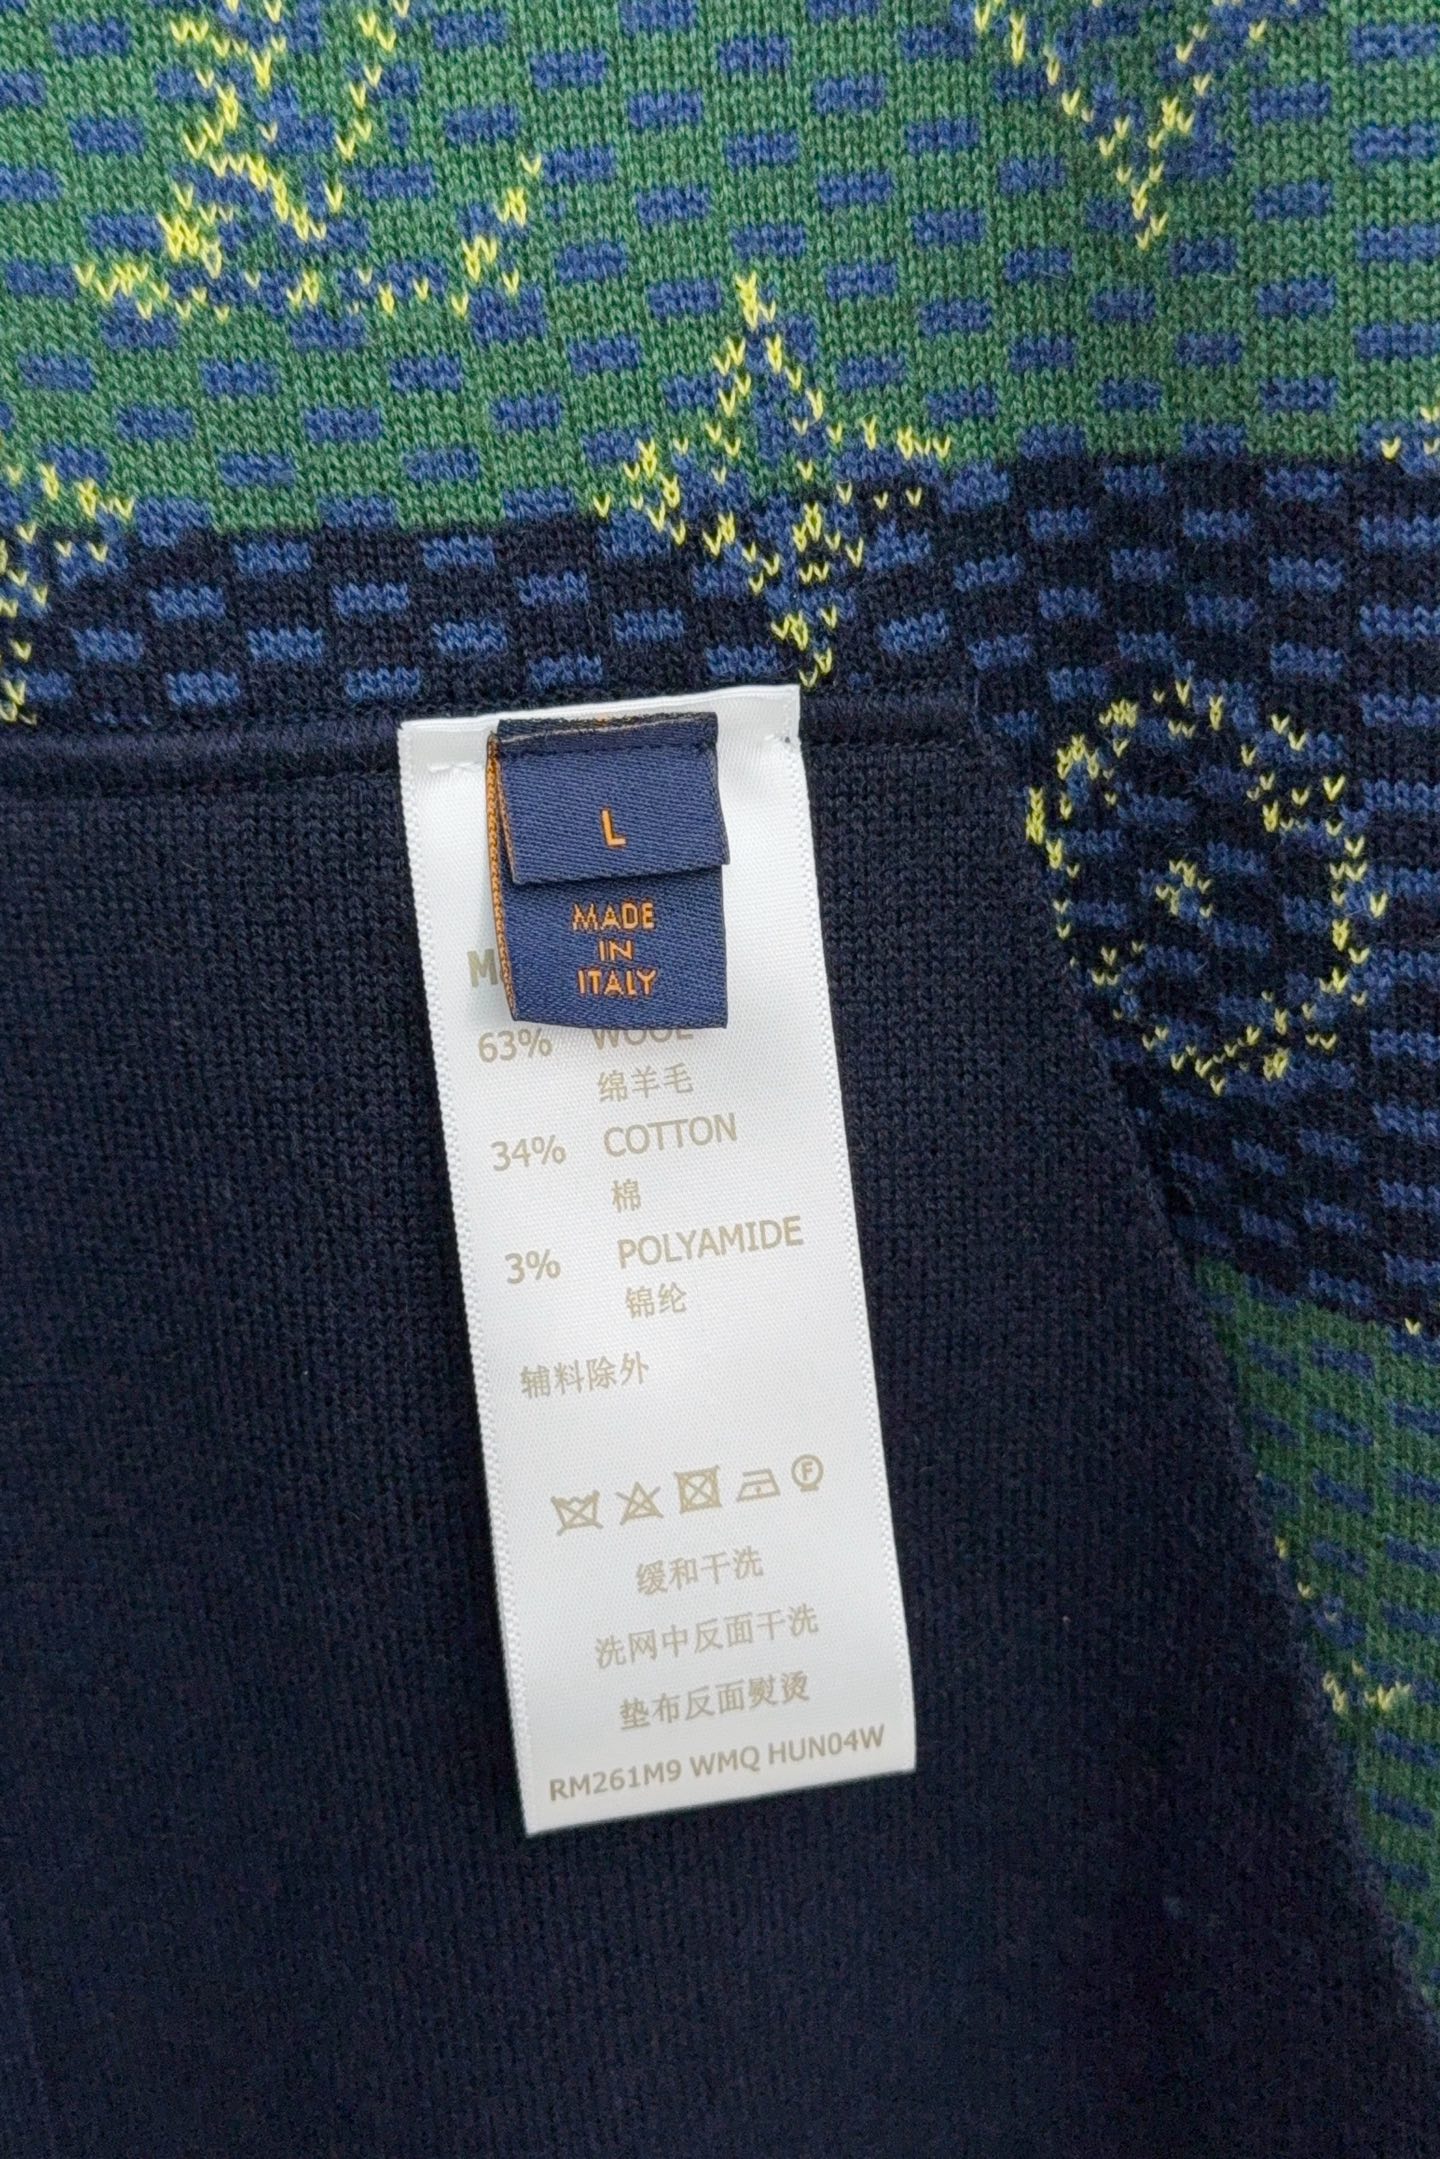 L
MADE
IN
ITALY
63% WOOL
绵羊毛
34% COTTON
棉
3% POLYAMIDE
锦纶
辅料除外
F
缓和干洗
洗网中反面干洗
垫布反面熨烫
RM261M9 WMQ HUN04W